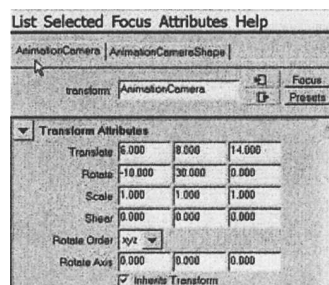 List Selected Focus Attributes Help
AnimationCamera AnimationCameraShape
transform: AnimationCamera Focus
Presets
Transform Attributes
Translate 6.000 8.000 14.000
Rotate -10.000 30.000 0.000
Scale 1.000 1.000 1.000
Shear 0.000 0.000 0.000
Rotate Order xyz
Rotate Axis 0.000 0.000 0.000
Inherits Transform